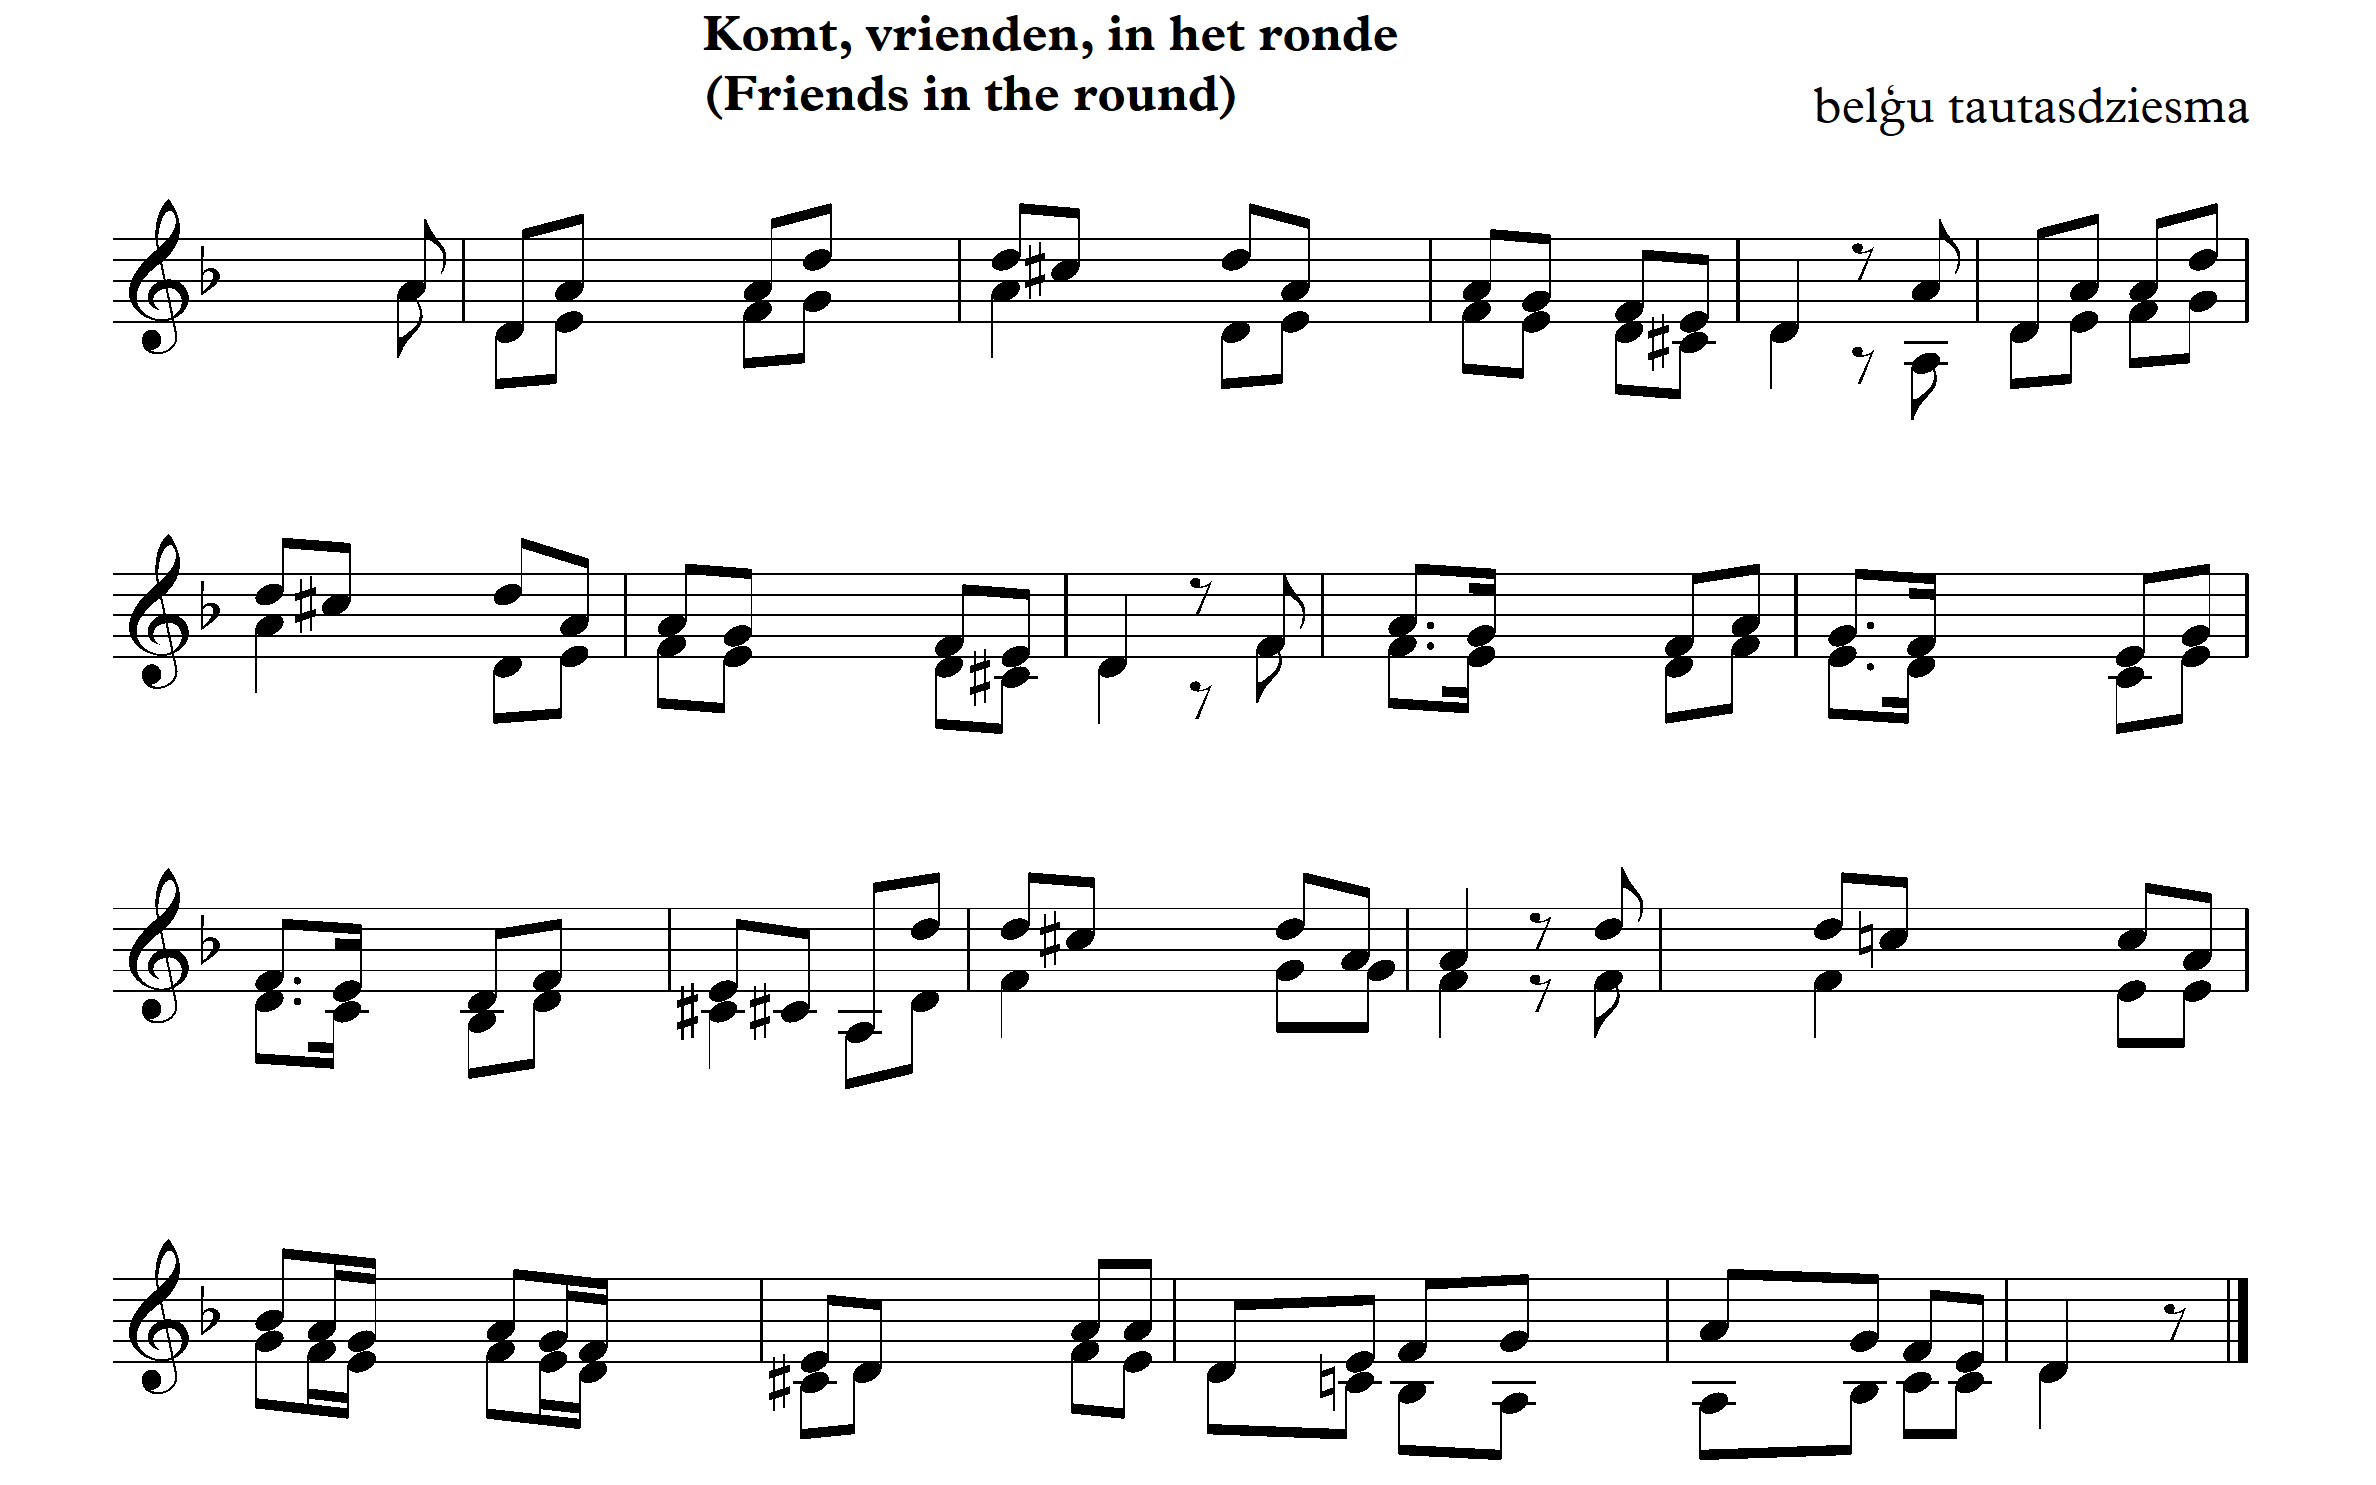 Komt, vrienden, in het ronde
(Friends in the round)
belģu tautasdziesma